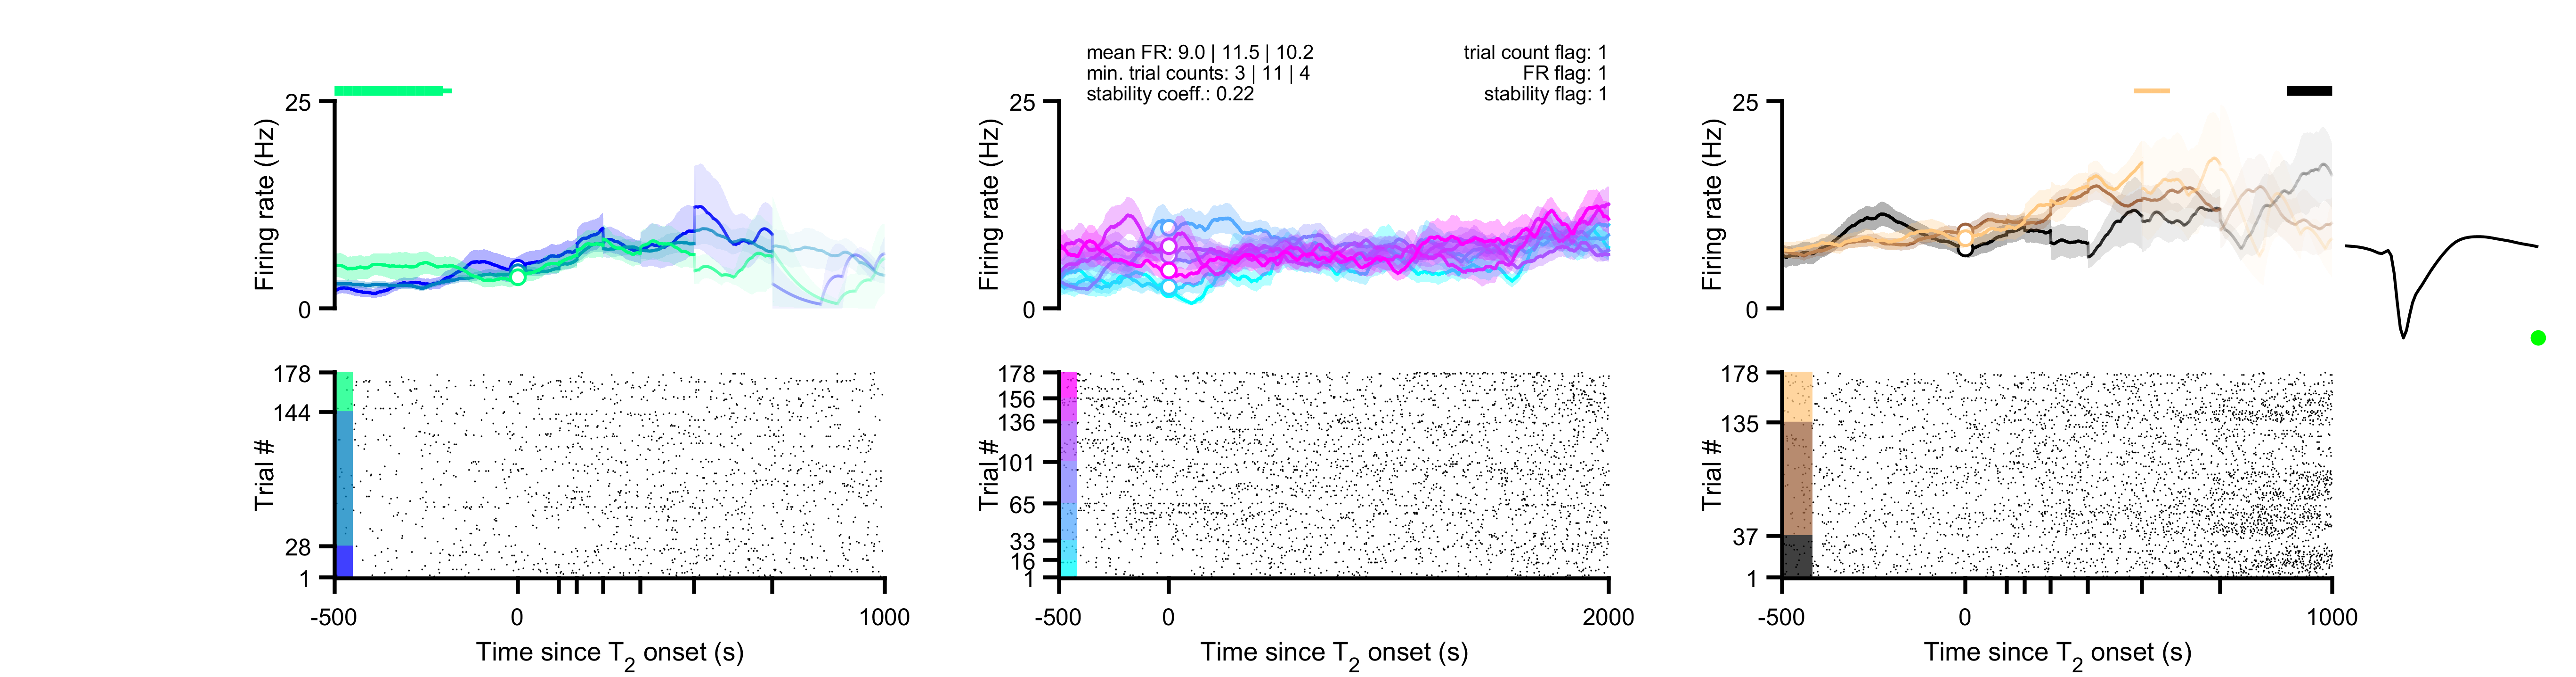 mean FR: 9.0 | 11.5 | 10.2
min. trial counts: 3 | 11 | 4
stability coeff.: 0.22
trial count flag: 1
FR flag: 1
stability flag: 1
25
0
Firing rate (Hz)
178
144
28
1
Trial #
-500
0
1000
Time since T2 onset (s)
25
0
Firing rate (Hz)
178
156
136
101
65
33
16
1
Trial #
-500
0
2000
Time since T2 onset (s)
25
0
Firing rate (Hz)
178
135
37
1
Trial #
-500
0
1000
Time since T2 onset (s)